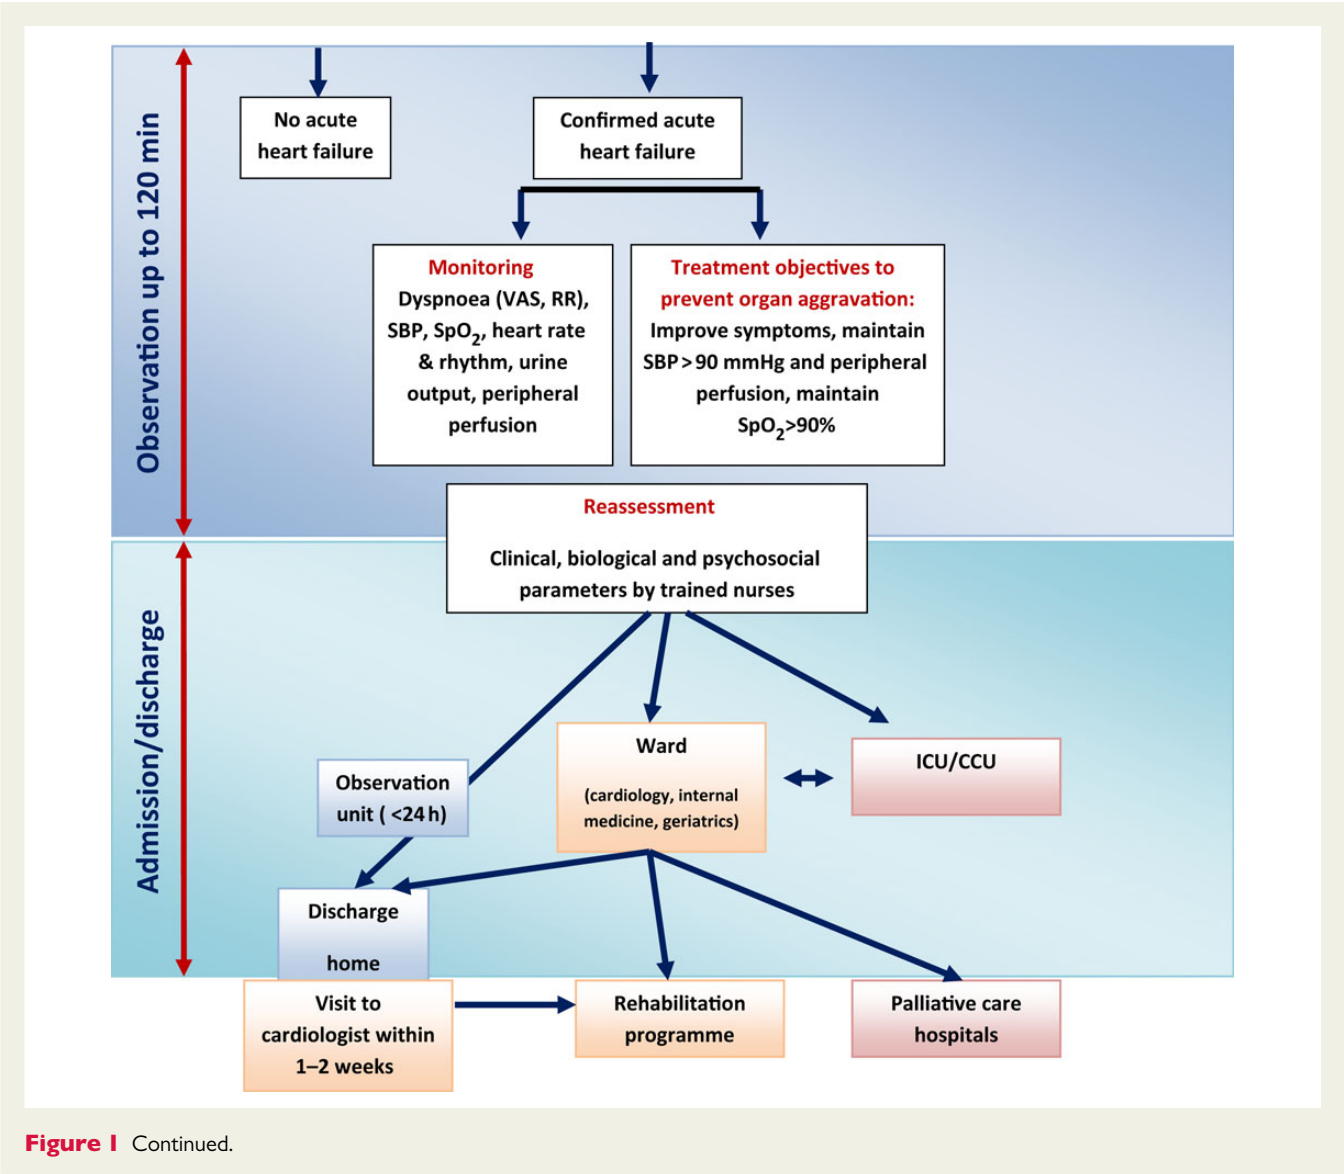 Observation up to 120 min
No acute
heart failure
Confirmed acute
heart failure
Monitoring
Dyspnoea (VAS, RR),
SBP, SpO2, heart rate
& rhythm, urine
output, peripheral
perfusion
Treatment objectives to
prevent organ aggravation:
Improve symptoms, maintain
SBP > 90 mmHg and peripheral
perfusion, maintain
SpO2>90%
Reassessment
Clinical, biological and psychosocial
parameters by trained nurses
Admission/discharge
Observation
unit ( <24 h)
Ward
(cardiology, internal
medicine, geriatrics)
ICU/CCU
Discharge
home
Visit to
cardiologist within
1–2 weeks
Rehabilitation
programme
Palliative care
hospitals
Figure 1 Continued.